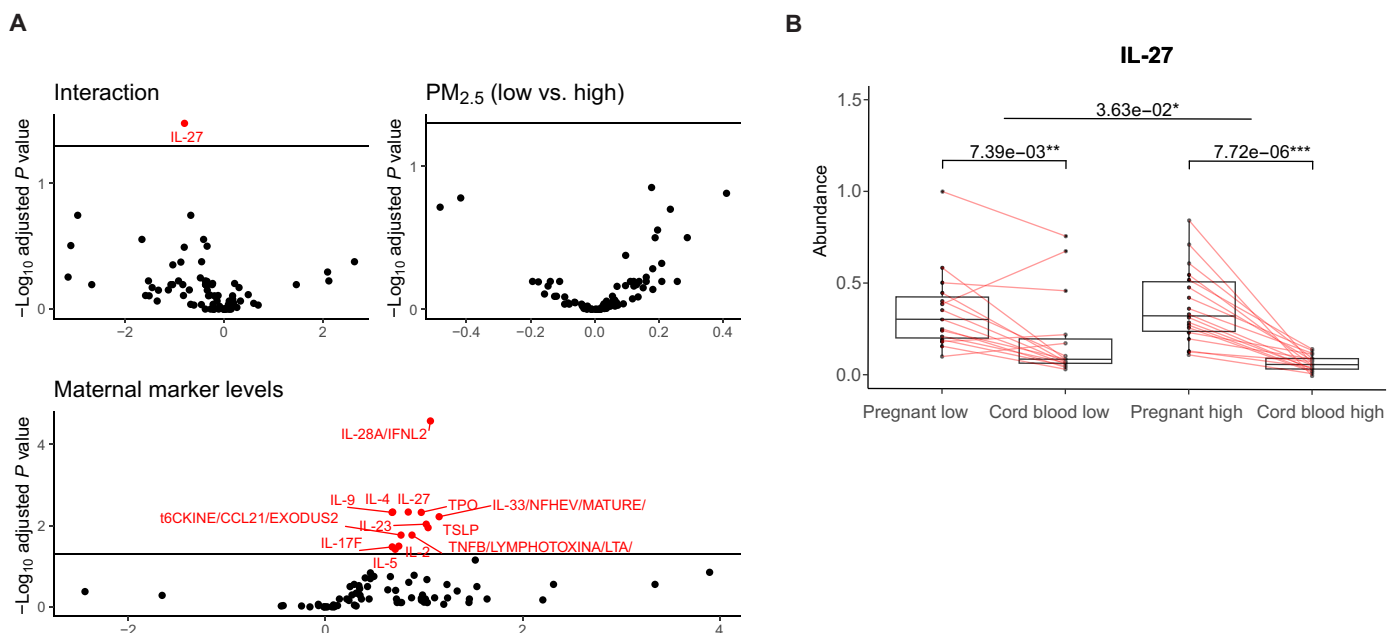 A
B
IL-27
Interaction
PM2.5 (low vs. high)
−Log10 adjusted P value
1
0
IL-27
−2
0
2
−Log10 adjusted P value
1
0
−0.4
−0.2
0.0
0.2
0.4
Maternal marker levels
−Log10 adjusted P value
4
2
0
IL-28A/IFNL2
IL-9
IL-4
IL-27
TPO
IL-33/NFHEV/MATURE/
t6CKINE/CCL21/EXODUS2
IL-23
TSLP
IL-17F
IL-2
TNFB/LYMPHOTOXINA/LTA/
IL-5
−2
0
2
4
Abundance
1.5
1.0
0.5
0.0
3.63e−02*
7.39e−03**
7.72e−06***
Pregnant low
Cord blood low
Pregnant high
Cord blood high